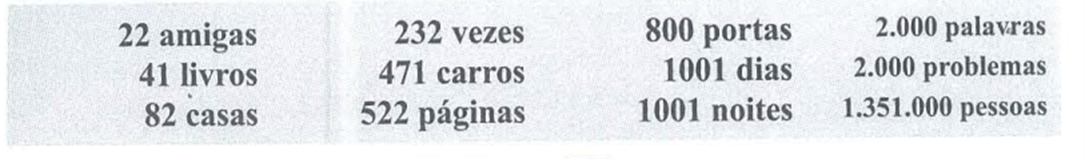 22 amigas 232 vezes 800 portas 2.000 palavras
41 livros 471 carros 1001 dias 2.000 problemas
82 casas 522 páginas 1001 noites 1.351.000 pessoas